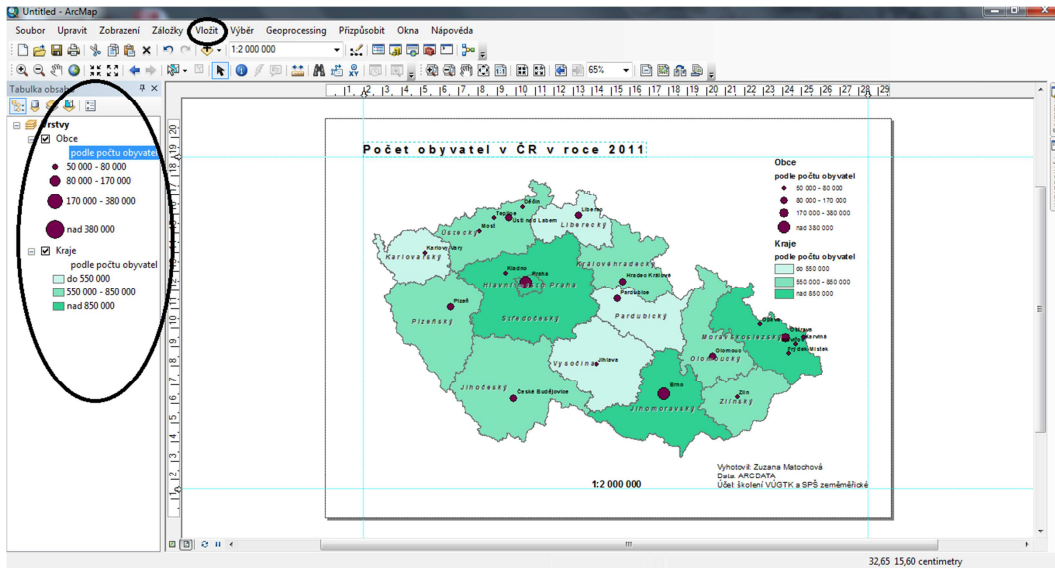 Untitled - ArcMap
Soubor Upravit Zobrazení Záložky Vložit Výběr Geoprocessing Přizpůsobit Okna Nápověda
1:2 000 000
65%
Tabulka obsahu
Vrstvy
Obce
podle počtu obyvatel
50 000 - 80 000
80 000 - 170 000
170 000 - 380 000
nad 380 000
Kraje
podle počtu obyvatel
do 550 000
550 000 - 850 000
nad 850 000
Počet obyvatel v ČR v roce 2011
Obce
podle počtu obyvatel
50 000 - 80 000
80 000 - 170 000
170 000 - 380 000
nad 380 000
Kraje
podle počtu obyvatel
do 550 000
550 000 - 850 000
nad 850 000
Děčín
Teplice
Ústí nad Labem
Most
Ústecký
Liberec
Liberecký
Karlovy Vary
Karlovarský
Kladno
Praha
Hlavní město Praha
Středočeský
Královéhradecký
Hradec Králové
Pardubice
Pardubický
Plzeň
Plzeňský
Opava
Ostrava
Karviná
Frýdek-Místek
Moravskoslezský
Olomouc
Olomoucký
Vysočina
Jihlava
Jihočeský
České Budějovice
Brno
Jihomoravský
Zlín
Zlínský
1:2 000 000
Vyhotovil: Zuzana Matochová
Data: ARCDATA
Účel: školení VÚGTK a SPŠ zeměměřické
32,65 15,60 centimetry